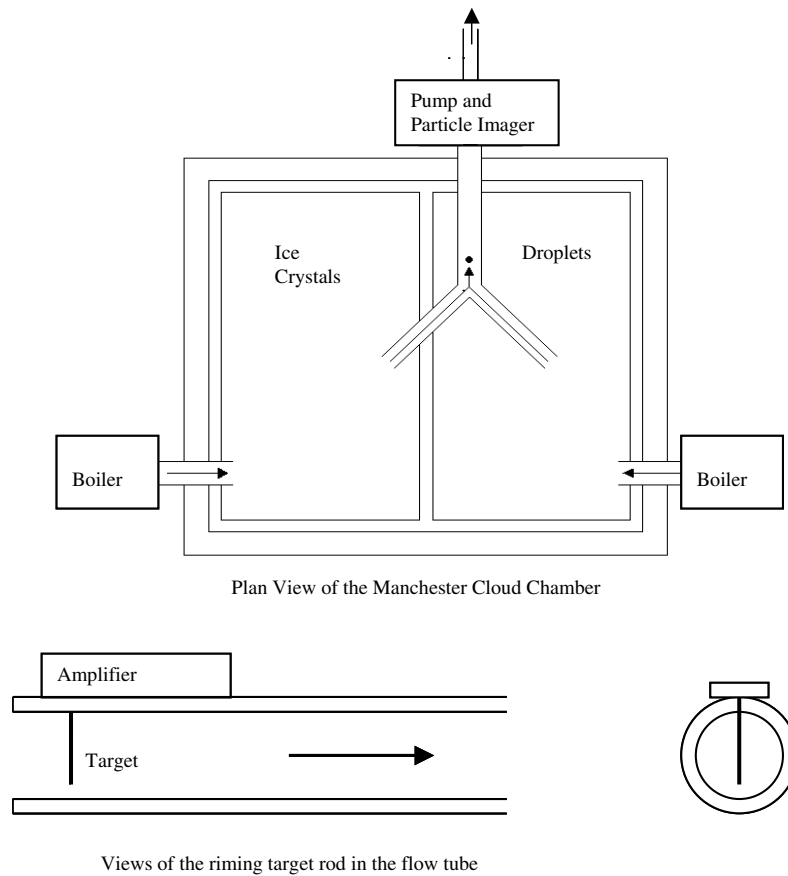 Pump and
Particle Imager
Ice
Crystals
Droplets
Boiler
Boiler
Plan View of the Manchester Cloud Chamber
Amplifier
Target
Views of the riming target rod in the flow tube